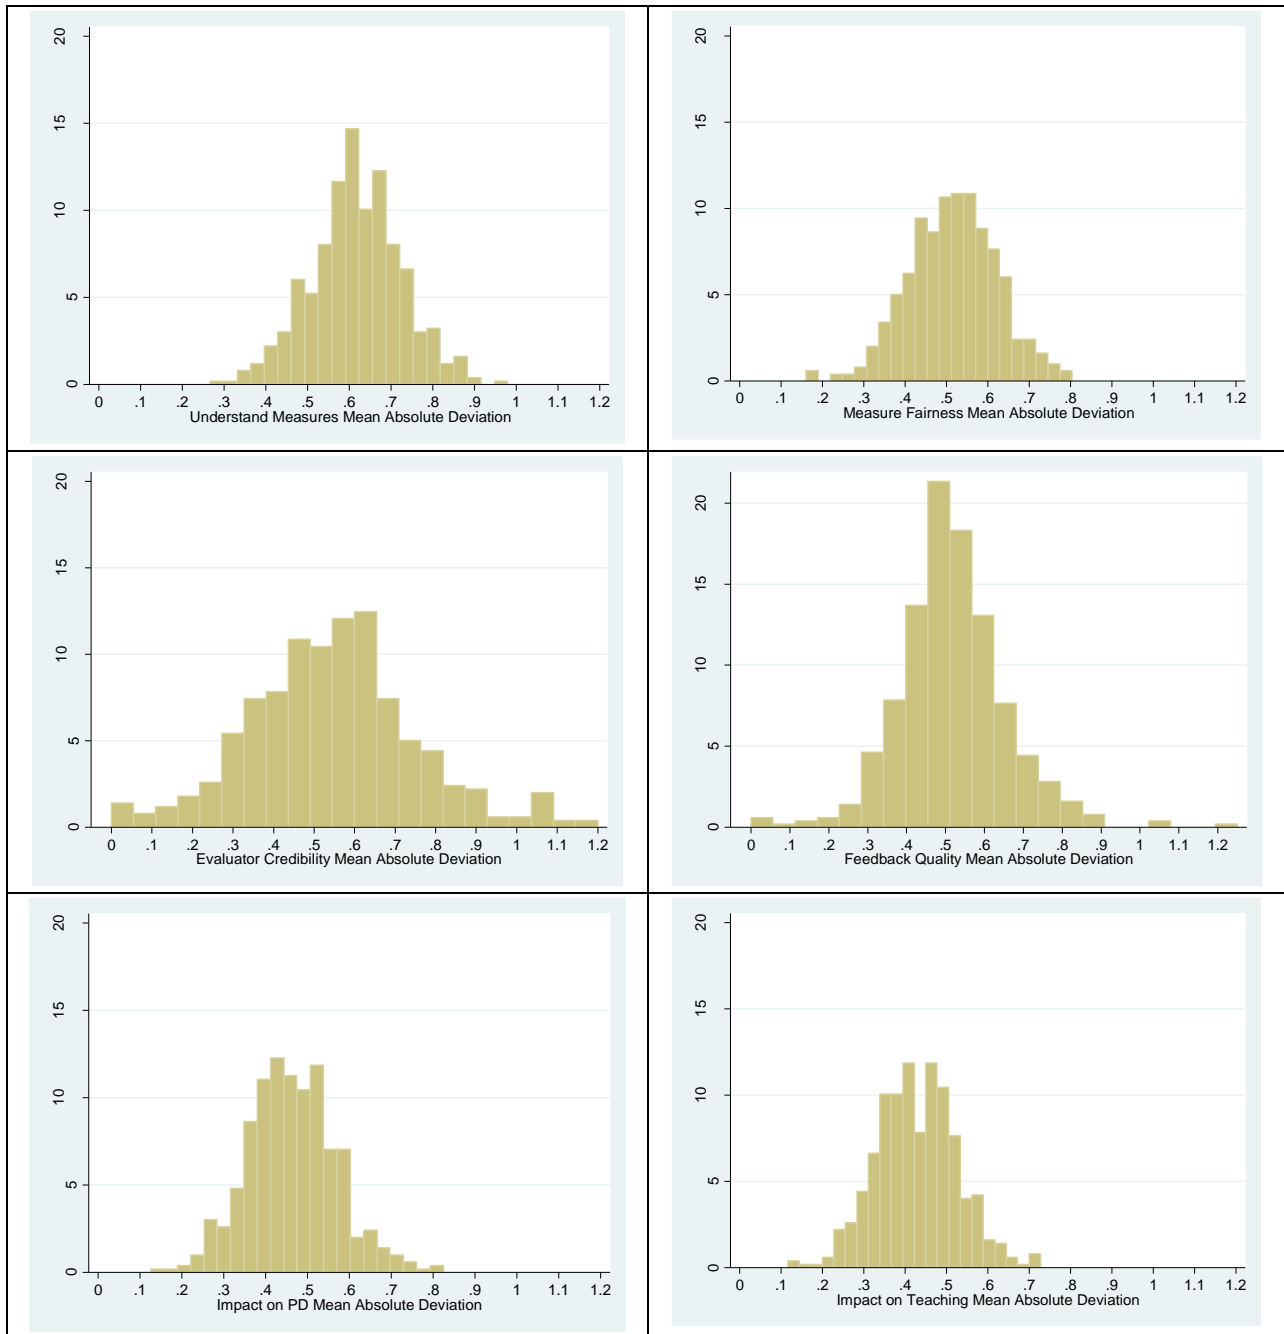 20
15
10
5
0
0 .1 .2 .3 .4 .5 .6 .7 .8 .9 1 1.1 1.2
Understand Measures Mean Absolute Deviation
20
15
10
5
0
0 .1 .2 .3 .4 .5 .6 .7 .8 .9 1 1.1 1.2
Measure Fairness Mean Absolute Deviation
20
15
10
5
0
0 .1 .2 .3 .4 .5 .6 .7 .8 .9 1 1.1 1.2
Evaluator Credibility Mean Absolute Deviation
20
15
10
5
0
0 .1 .2 .3 .4 .5 .6 .7 .8 .9 1 1.1 1.2
Feedback Quality Mean Absolute Deviation
20
15
10
5
0
0 .1 .2 .3 .4 .5 .6 .7 .8 .9 1 1.1 1.2
Impact on PD Mean Absolute Deviation
20
15
10
5
0
0 .1 .2 .3 .4 .5 .6 .7 .8 .9 1 1.1 1.2
Impact on Teaching Mean Absolute Deviation